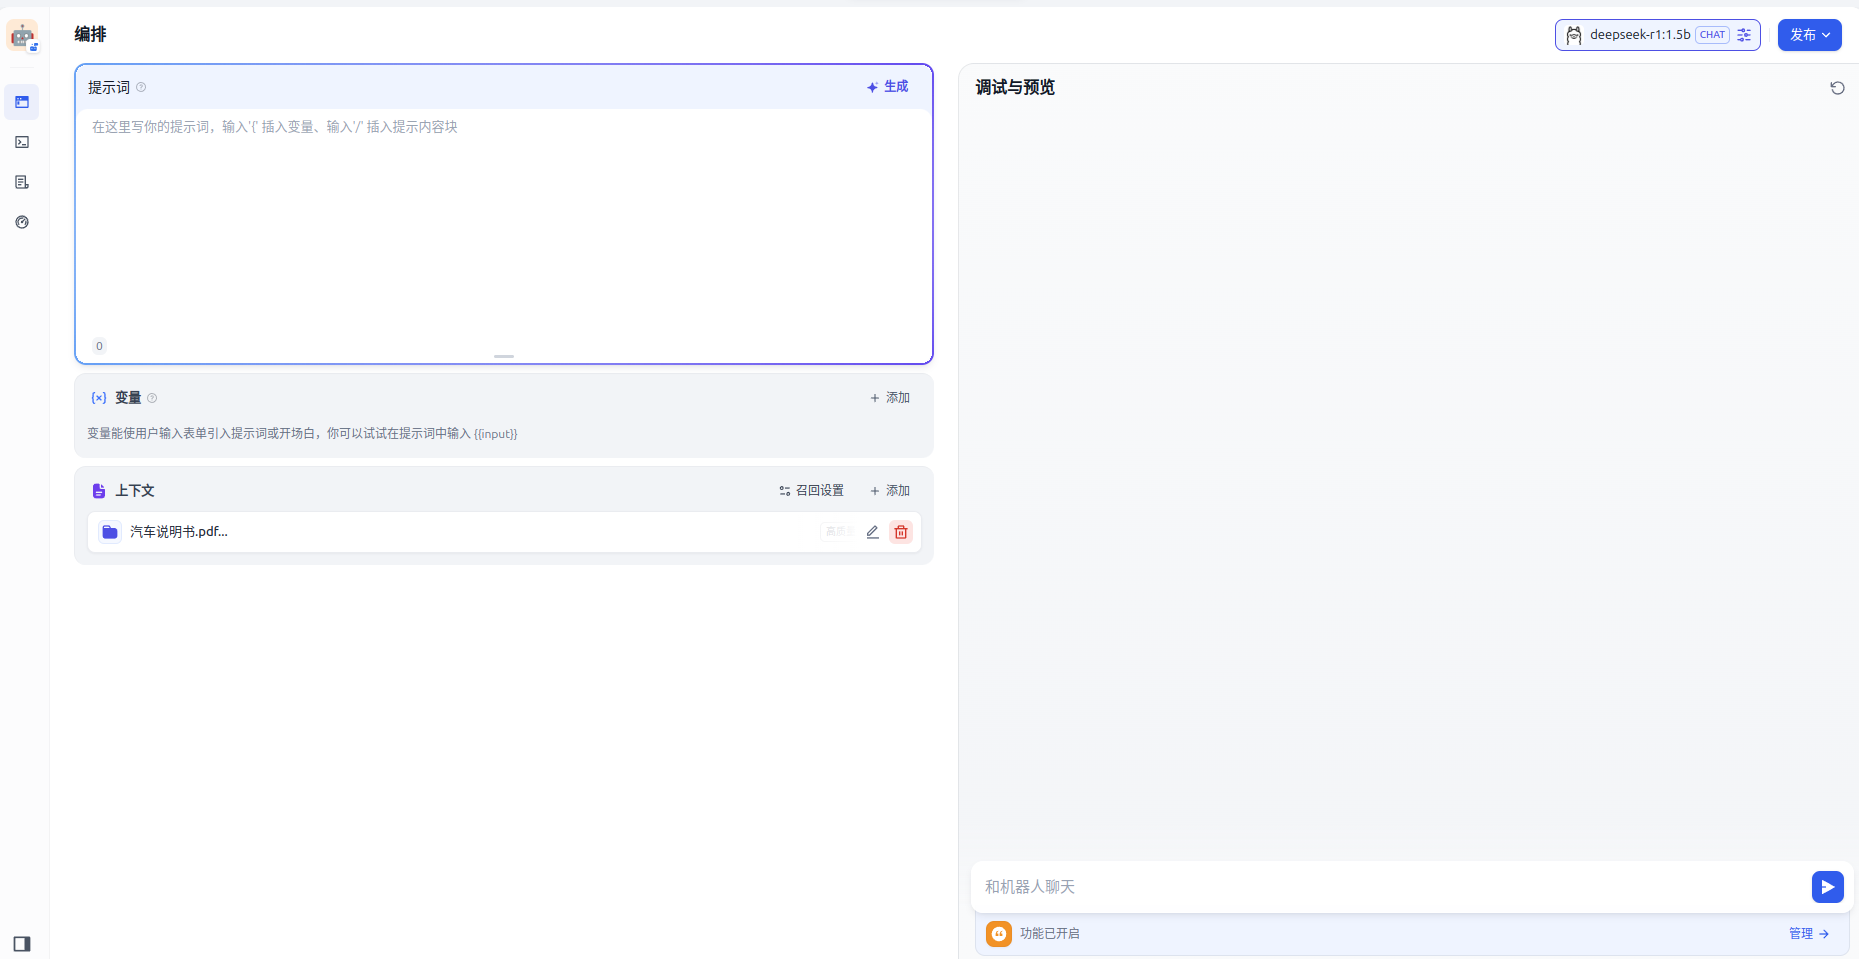 编排
deepseek-r1:1.5b CHAT
发布
提示词
生成
在这里写你的提示词，输入'{' 插入变量、输入'/' 插入提示内容块
0
变量
添加
变量能使用户输入表单引入提示词或开场白，你可以试试在提示词中输入 {{input}}
上下文
召回设置
添加
汽车说明书.pdf...
调试与预览
和机器人聊天
功能已开启
管理